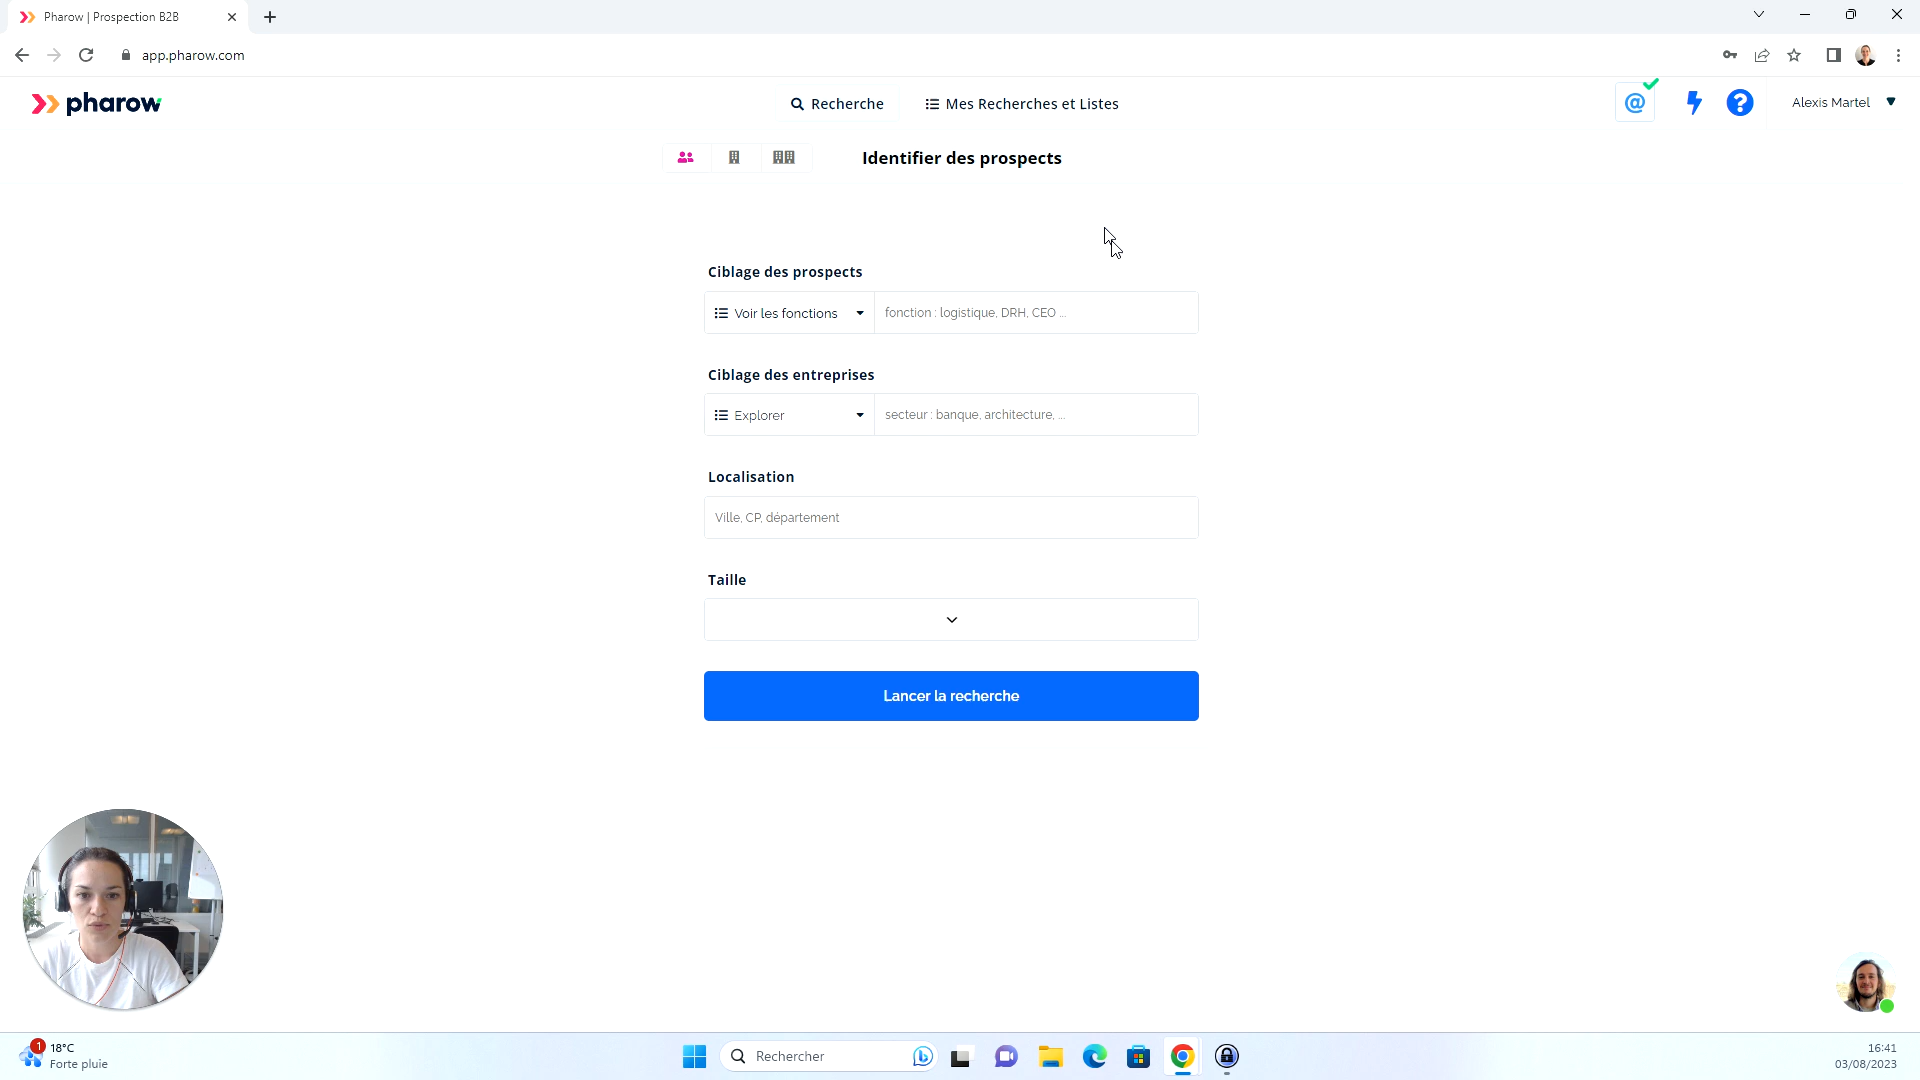 Pharow | Prospection B2B
app.pharow.com
pharow
Recherche
Mes Recherches et Listes
@
?
Alexis Martel
Identifier des prospects
Ciblage des prospects
Voir les fonctions
fonction : logistique, DRH, CEO ...
Ciblage des entreprises
Explorer
secteur : banque, architecture, ...
Localisation
Ville, CP, département
Taille
Lancer la recherche
1
18°C
Forte pluie
Rechercher
16:41
03/08/2023